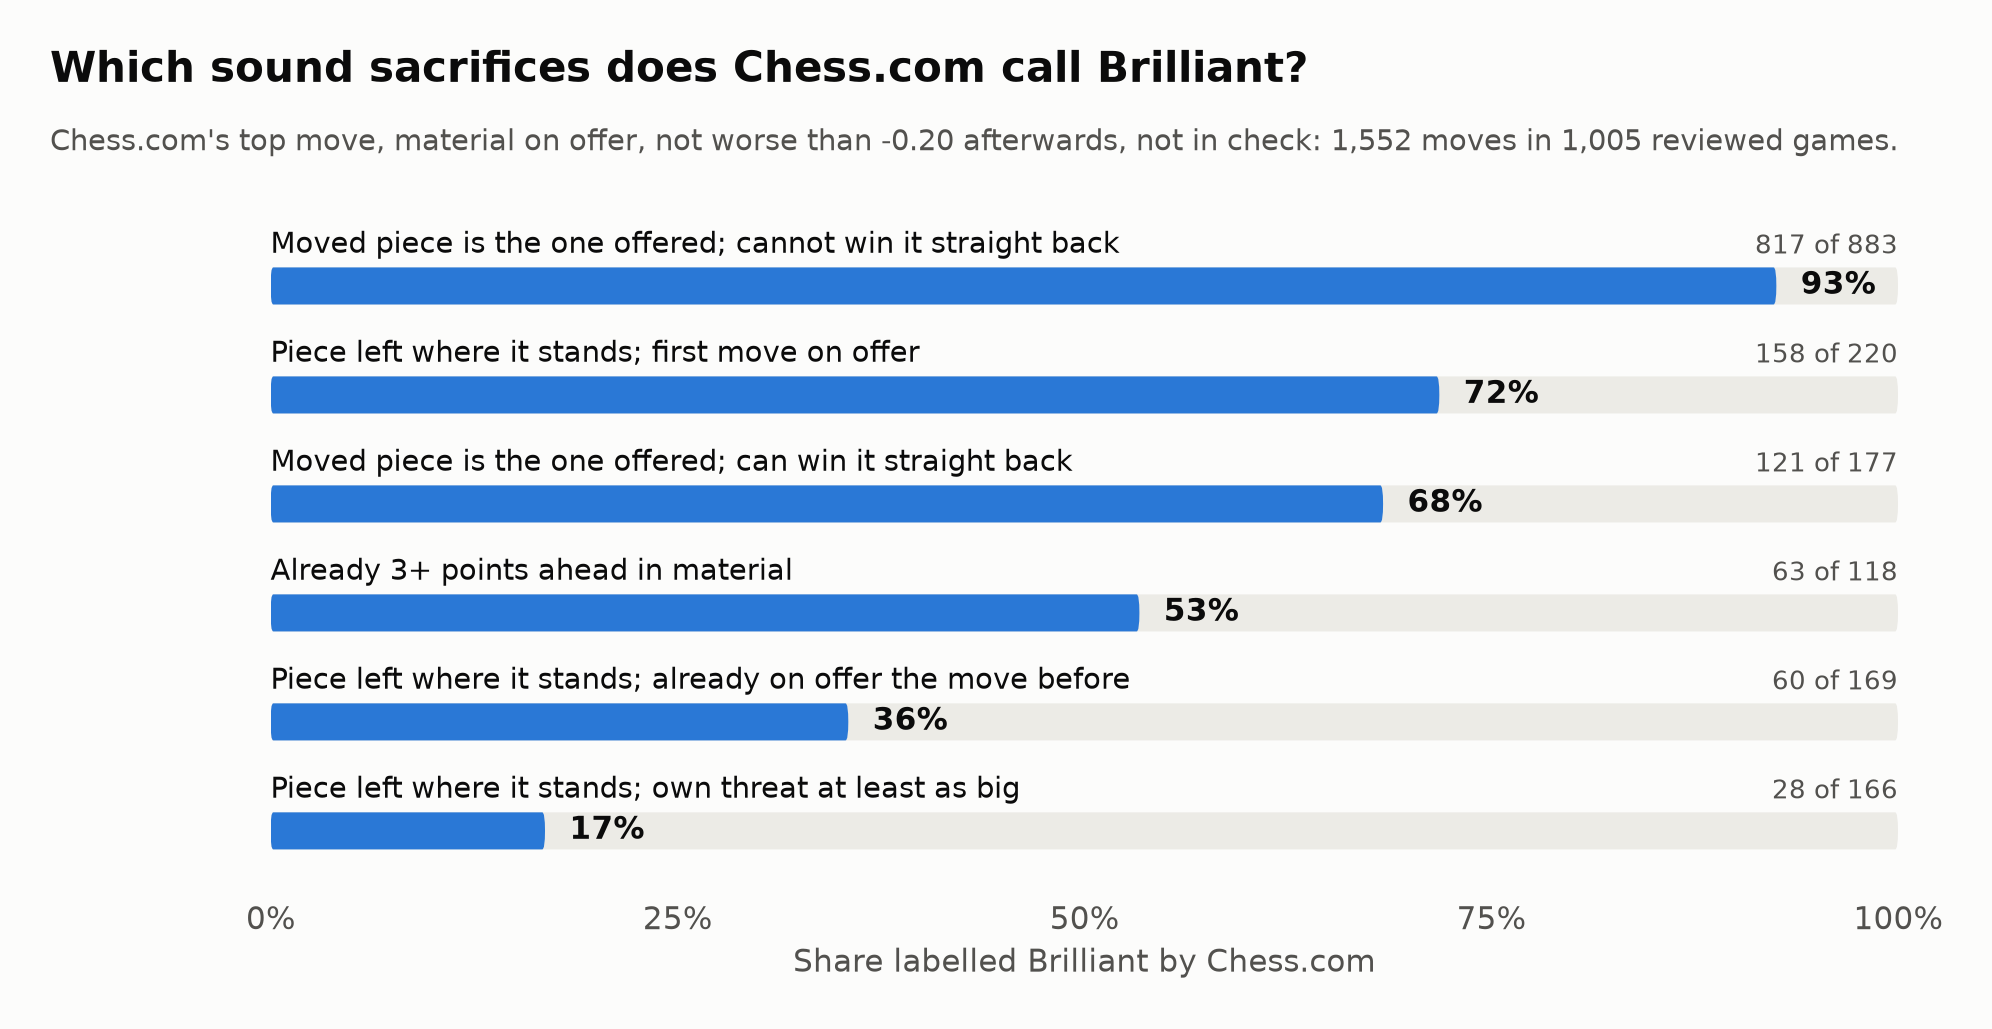 Which sound sacrifices does Chess.com call Brilliant?
Chess.com's top move, material on offer, not worse than -0.20 afterwards, not in check: 1,552 moves in 1,005 reviewed games.
Moved piece is the one offered; cannot win it straight back
817 of 883
93%
Piece left where it stands; first move on offer
158 of 220
72%
Moved piece is the one offered; can win it straight back
121 of 177
68%
Already 3+ points ahead in material
63 of 118
53%
Piece left where it stands; already on offer the move before
60 of 169
36%
Piece left where it stands; own threat at least as big
28 of 166
17%
0% 25% 50% 75% 100%
Share labelled Brilliant by Chess.com